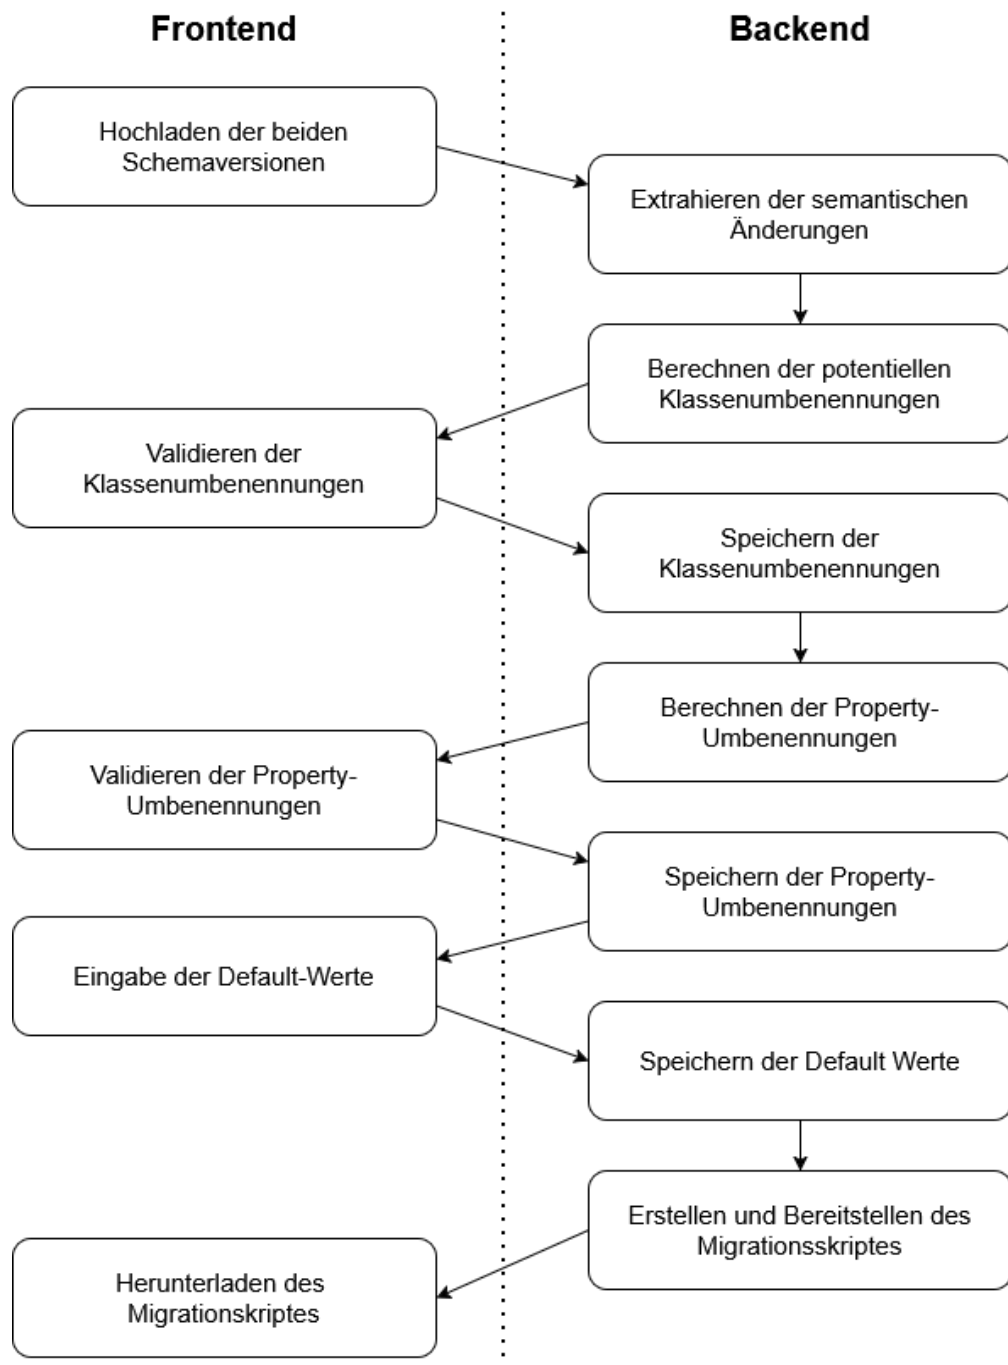 Frontend
Backend
Hochladen der beiden
Schemaversionen
Extrahieren der semantischen
Änderungen
Berechnen der potentiellen
Klassenumbenennungen
Validieren der
Klassenumbenennungen
Speichern der
Klassenumbenennungen
Berechnen der Property-
Umbenennungen
Validieren der Property-
Umbenennungen
Speichern der Property-
Umbenennungen
Eingabe der Default-Werte
Speichern der Default Werte
Erstellen und Bereitstellen des
Migrationsskriptes
Herunterladen des
Migrationskriptes